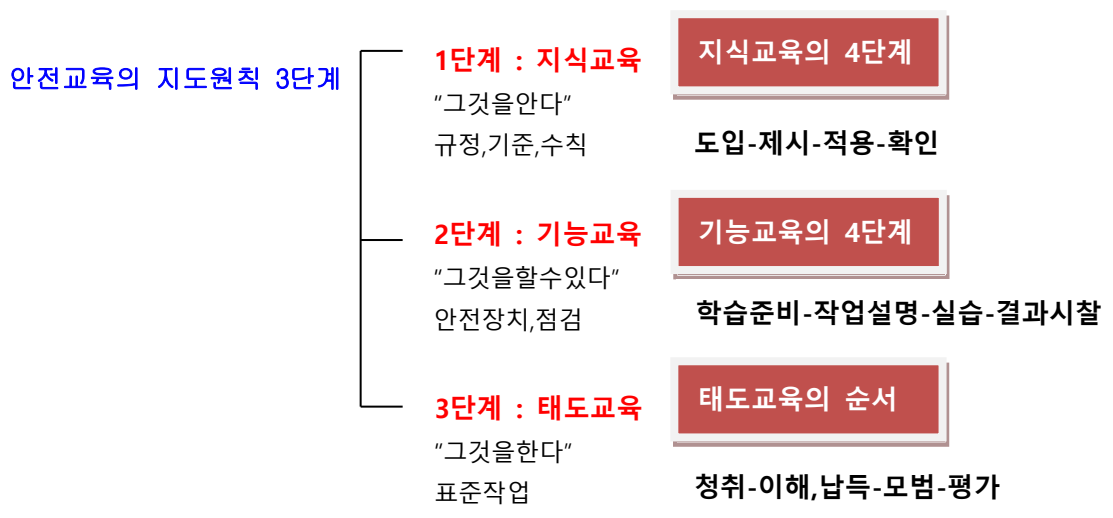 안전교육의 지도원칙 3단계
1단계 : 지식교육
"그것을안다"
규정,기준,수칙
지식교육의 4단계
도입-제시-적용-확인
2단계 : 기능교육
"그것을할수있다"
안전장치,점검
기능교육의 4단계
학습준비-작업설명-실습-결과시찰
3단계 : 태도교육
"그것을한다"
표준작업
태도교육의 순서
청취-이해,납득-모범-평가